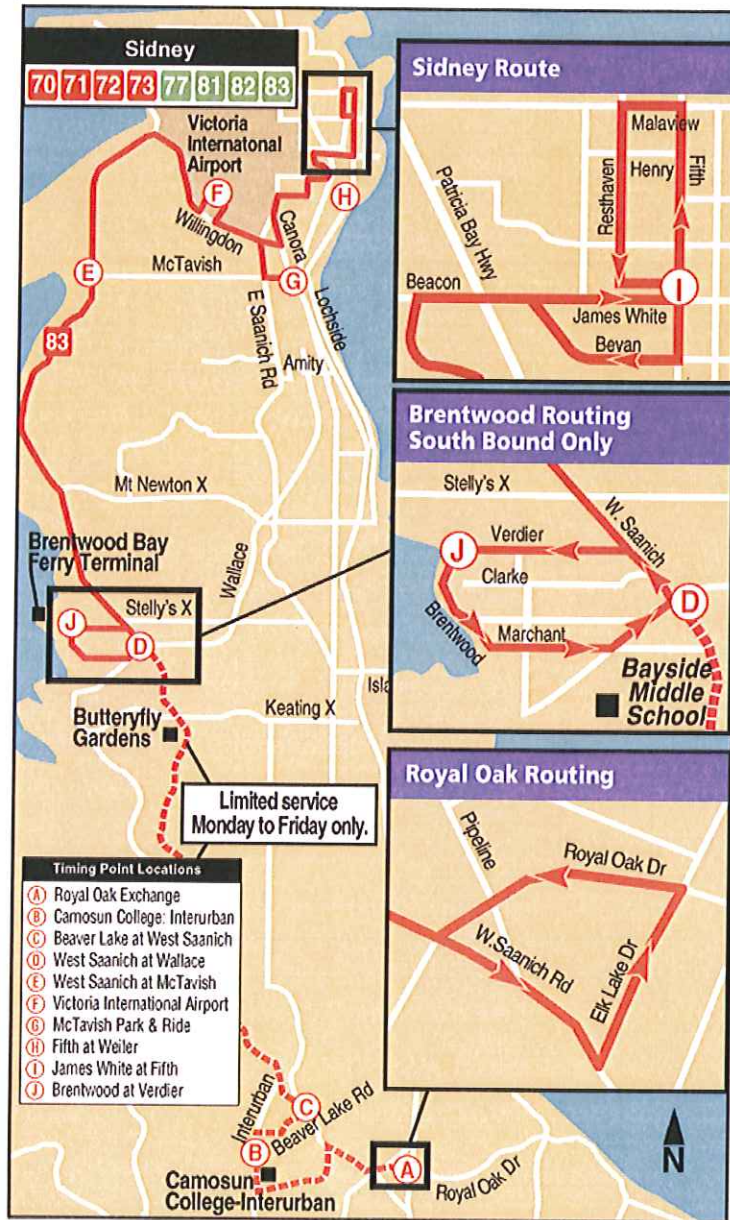 Sidney
70 71 72 73 77 81 82 83
Victoria
Internatonal
Airport
F
Willingdon
Canora
H
I
E
McTavish
G
E Saanich Rd
Lochside
83
Amity
Mt Newton X
Brentwood Bay
Ferry Terminal
Wallace
Stelly's X
J
D
Butteryfly
Gardens
Keating X
Isla
Limited service
Monday to Friday only.
Timing Point Locations
A Royal Oak Exchange
B Camosun College: Interurban
C Beaver Lake at West Saanich
D West Saanich at Wallace
E West Saanich at McTavish
F Victoria International Airport
G McTavish Park & Ride
H Fifth at Weiler
I James White at Fifth
J Brentwood at Verdier
Interurban
C
Beaver Lake Rd
B
Camosun
College-Interurban
A
Royal Oak Dr
N
Sidney Route
Malaview
Henry
Fifth
Resthaven
Patricia Bay Hwy
Beacon
I
James White
Bevan
Brentwood Routing
South Bound Only
Stelly's X
W. Saanich
Verdier
J
Clarke
D
Brentwood
Marchant
Bayside
Middle
School
Royal Oak Routing
Pipeline
Royal Oak Dr
W.Saanich Rd
Elk Lake Dr